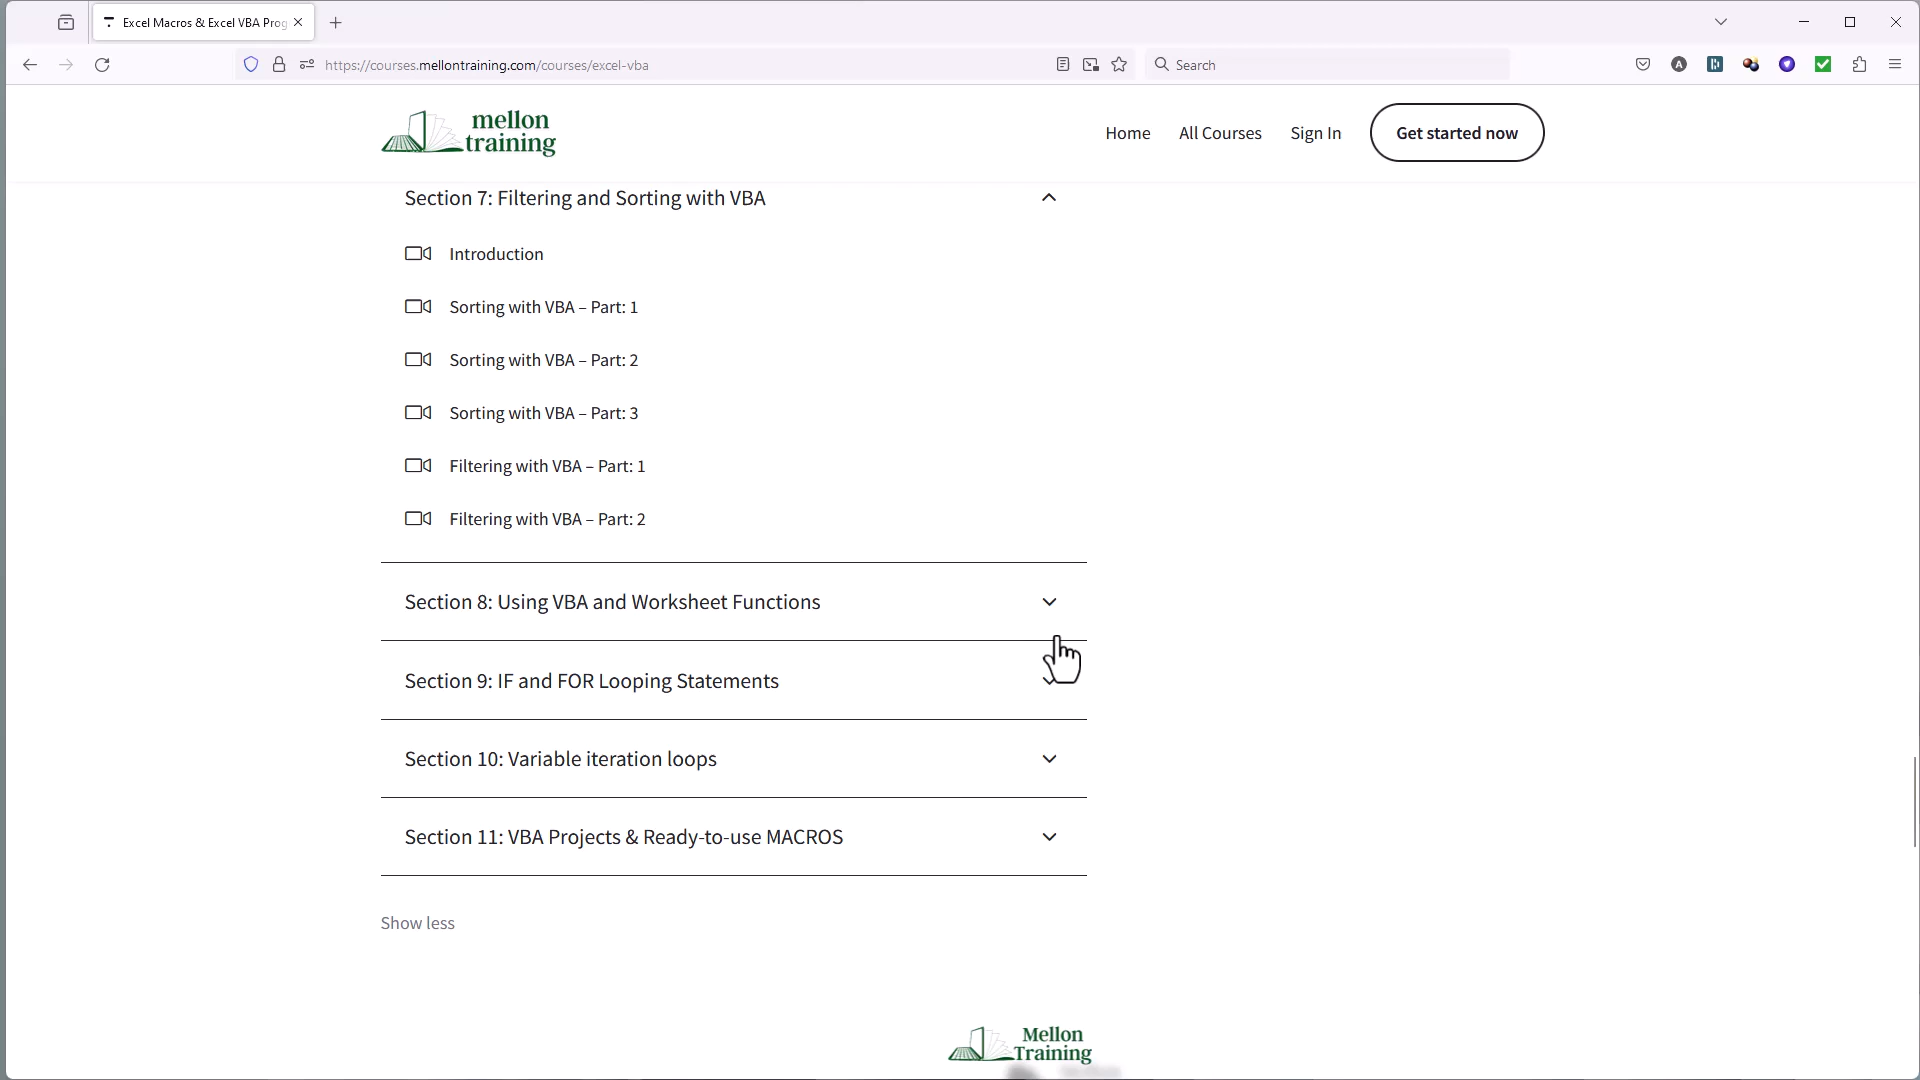 Excel Macros & Excel VBA Prog
https://courses.mellontraining.com/courses/excel-vba
Search
mellon
training
Home
All Courses
Sign In
Get started now
Section 7: Filtering and Sorting with VBA
Introduction
Sorting with VBA – Part: 1
Sorting with VBA – Part: 2
Sorting with VBA – Part: 3
Filtering with VBA – Part: 1
Filtering with VBA – Part: 2
Section 8: Using VBA and Worksheet Functions
Section 9: IF and FOR Looping Statements
Section 10: Variable iteration loops
Section 11: VBA Projects & Ready-to-use MACROS
Show less
Mellon
Training